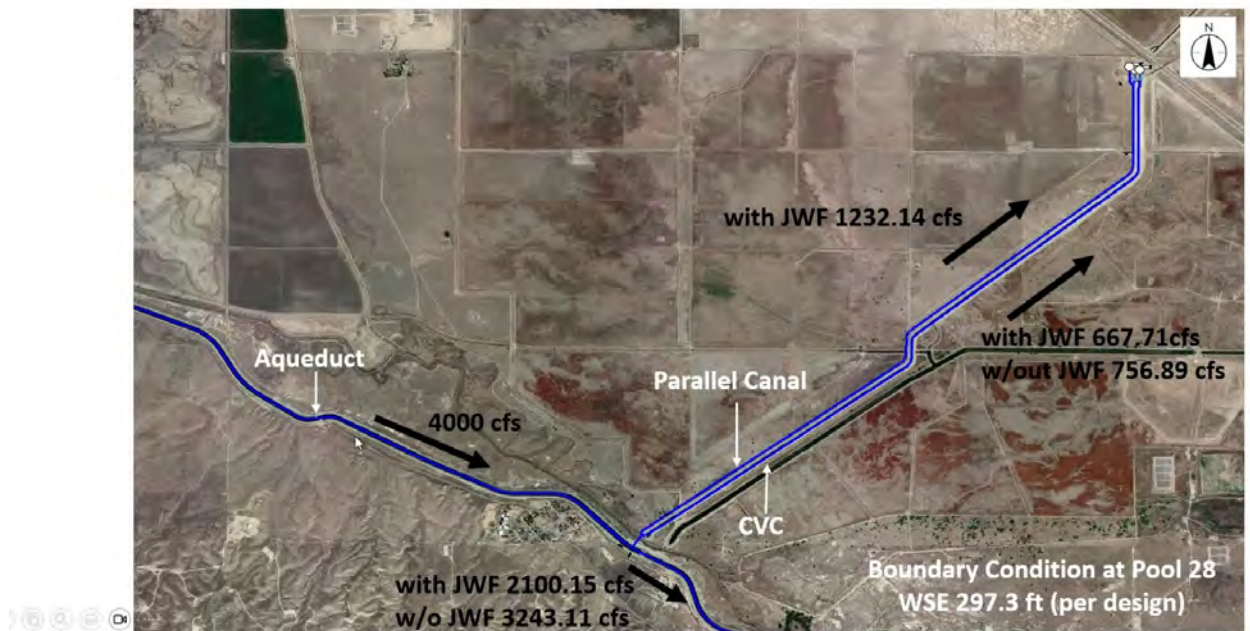 N
with JWF 1232.14 cfs
with JWF 667.71cfs
w/out JWF 756.89 cfs
Aqueduct
Parallel Canal
4000 cfs
CVC
with JWF 2100.15 cfs
w/o JWF 3243.11 cfs
Boundary Condition at Pool 28
WSE 297.3 ft (per design)